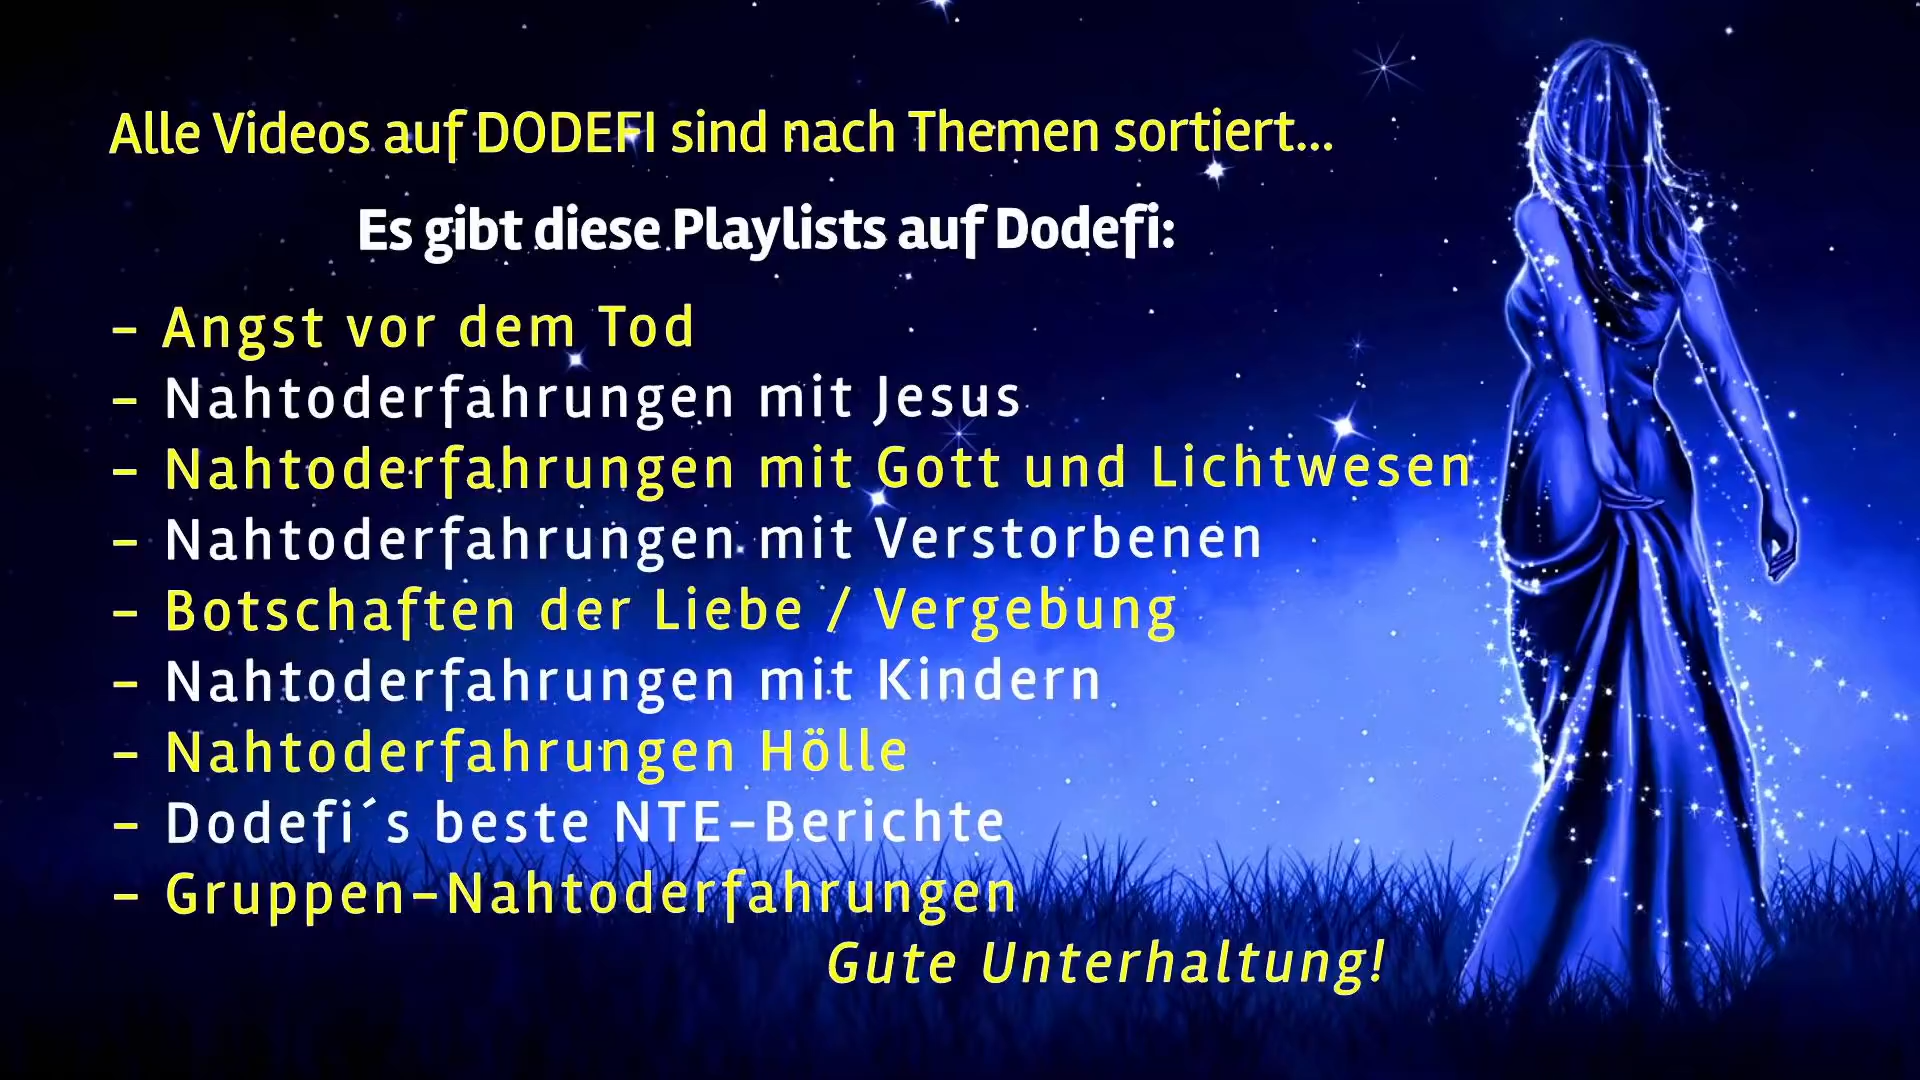 Alle Videos auf DODEFI sind nach Themen sortiert...
Es gibt diese Playlists auf Dodefi:
- Angst vor dem Tod
- Nahtoderfahrungen mit Jesus
- Nahtoderfahrungen mit Gott und Lichtwesen
- Nahtoderfahrungen mit Verstorbenen
- Botschaften der Liebe / Vergebung
- Nahtoderfahrungen mit Kindern
- Nahtoderfahrungen Hölle
- Dodefi´s beste NTE-Berichte
- Gruppen-Nahtoderfahrungen
Gute Unterhaltung!